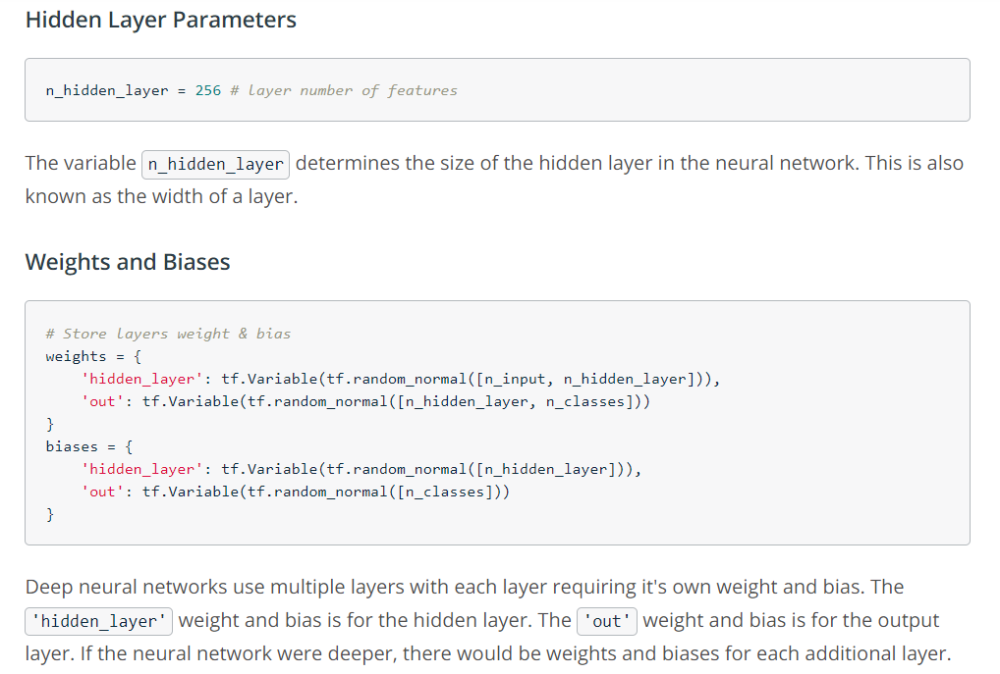 Hidden Layer Parameters
n_hidden_layer = 256 # layer number of features
The variable n_hidden_layer determines the size of the hidden layer in the neural network. This is also
known as the width of a layer.
Weights and Biases
# Store layers weight & bias
weights = {
    'hidden_layer': tf.Variable(tf.random_normal([n_input, n_hidden_layer])),
    'out': tf.Variable(tf.random_normal([n_hidden_layer, n_classes]))
}
biases = {
    'hidden_layer': tf.Variable(tf.random_normal([n_hidden_layer])),
    'out': tf.Variable(tf.random_normal([n_classes]))
}
Deep neural networks use multiple layers with each layer requiring it's own weight and bias. The
'hidden_layer' weight and bias is for the hidden layer. The 'out' weight and bias is for the output
layer. If the neural network were deeper, there would be weights and biases for each additional layer.